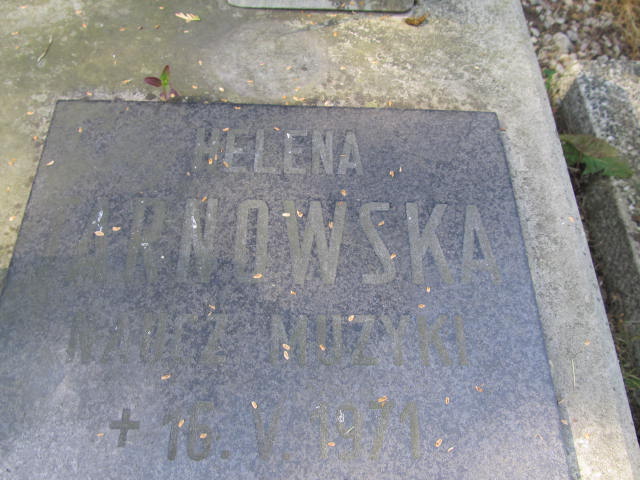 HELENA
NAUCZ MUZYKI
+ 16. V. 1971